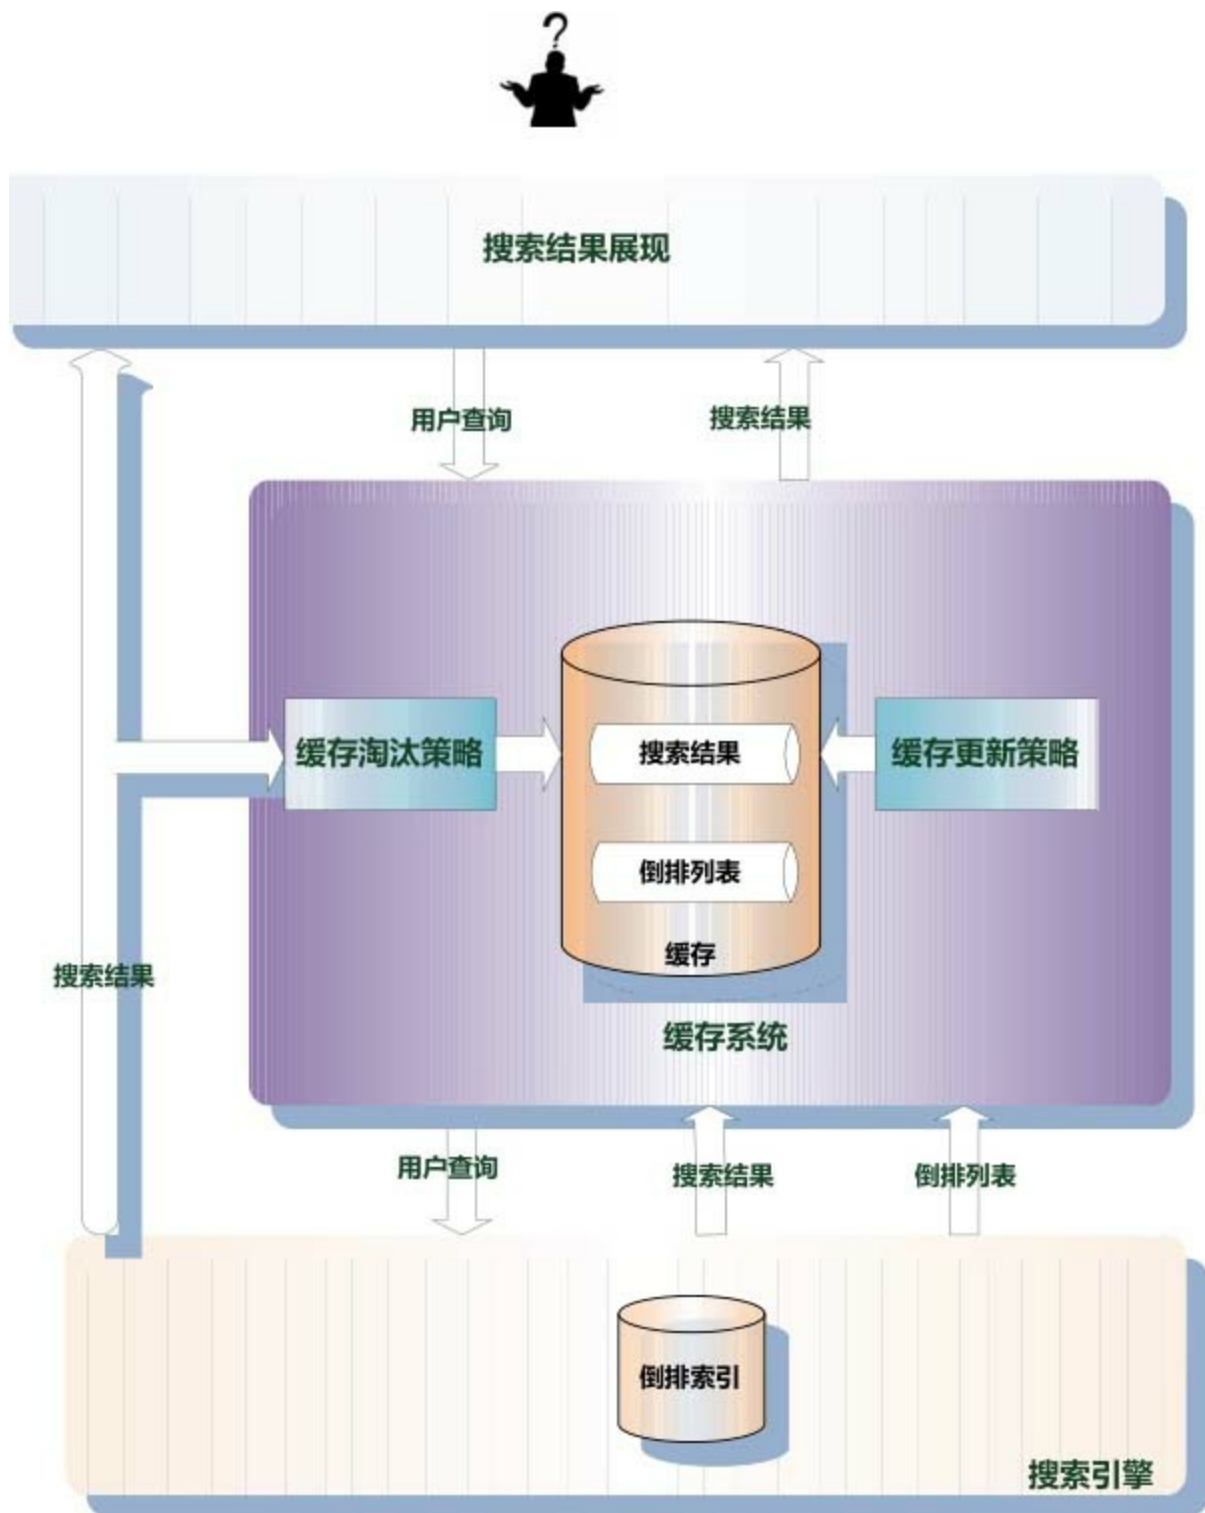 ?
搜索结果展现
用户查询
搜索结果
缓存淘汰策略
搜索结果
缓存更新策略
倒排列表
缓存
搜索结果
缓存系统
用户查询
搜索结果
倒排列表
倒排索引
搜索引擎